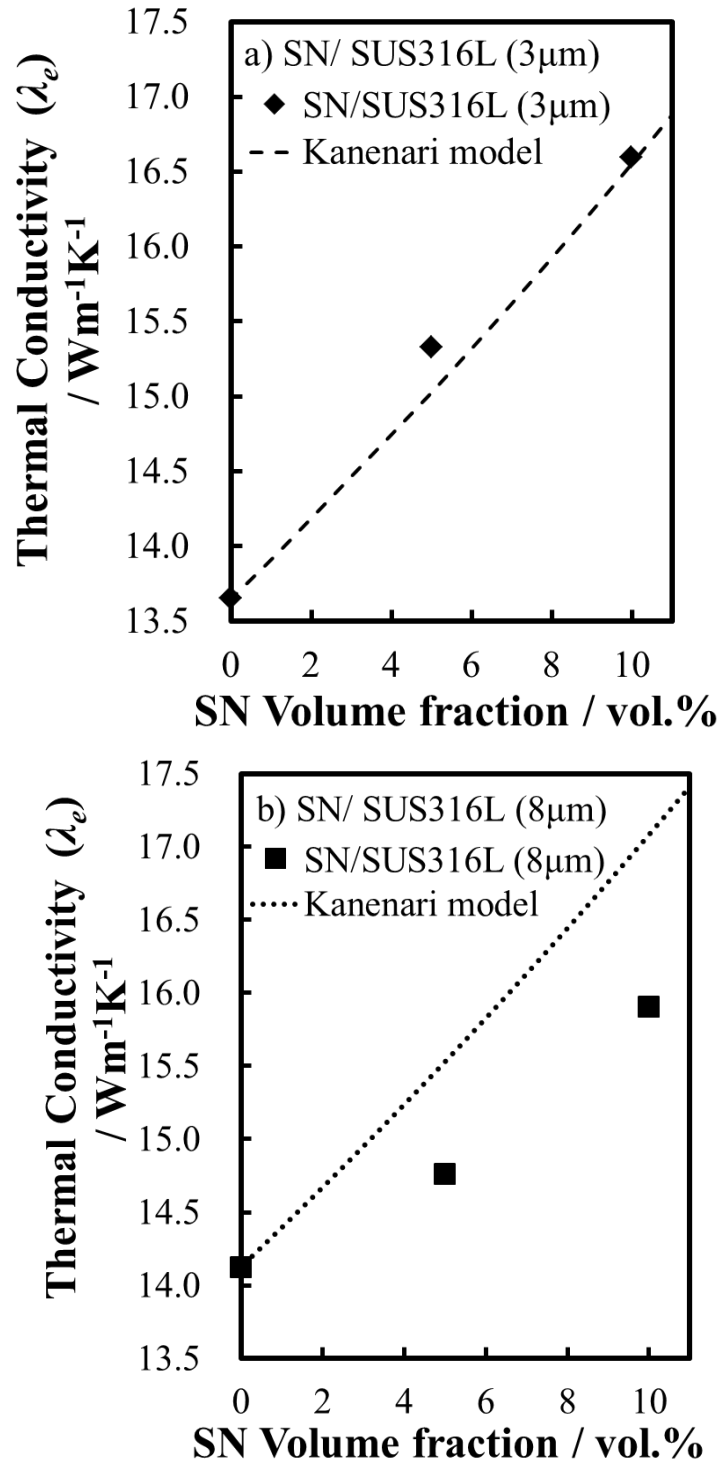 17.5
17.0
16.5
16.0
15.5
15.0
14.5
14.0
13.5
Thermal Conductivity (λe)
/ Wm-1K-1
a) SN/ SUS316L (3μm)
SN/SUS316L (3μm)
Kanenari model
0 2 4 6 8 10
SN Volume fraction / vol.%
17.5
17.0
16.5
16.0
15.5
15.0
14.5
14.0
13.5
Thermal Conductivity (λe)
/ Wm-1K-1
b) SN/ SUS316L (8μm)
SN/SUS316L (8μm)
Kanenari model
0 2 4 6 8 10
SN Volume fraction / vol.%